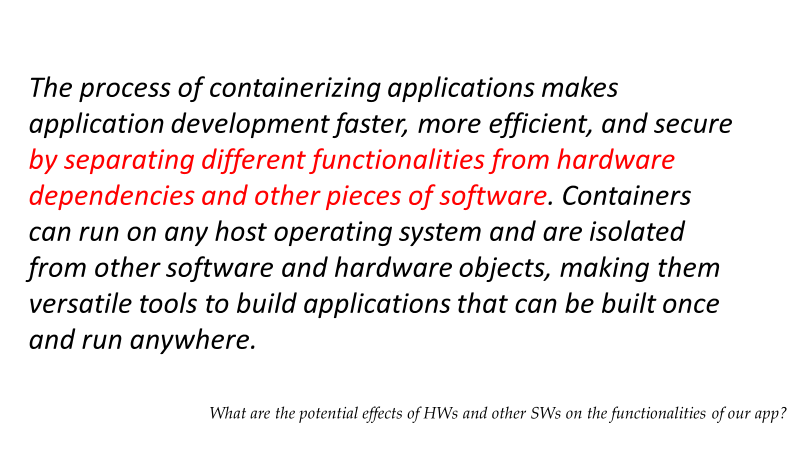 The process of containerizing applications makes
application development faster, more efficient, and secure
by separating different functionalities from hardware
dependencies and other pieces of software. Containers
can run on any host operating system and are isolated
from other software and hardware objects, making them
versatile tools to build applications that can be built once
and run anywhere.
What are the potential effects of HWs and other SWs on the functionalities of our app?